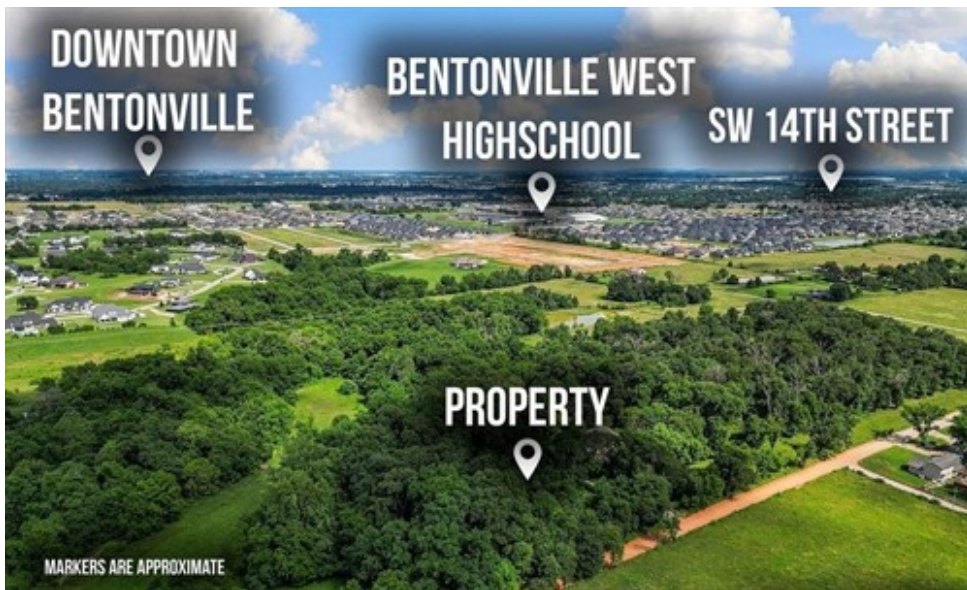 DOWNTOWN
BENTONVILLE
BENTONVILLE WEST
HIGHSCHOOL
SW 14TH STREET
PROPERTY
MARKERS ARE APPROXIMATE